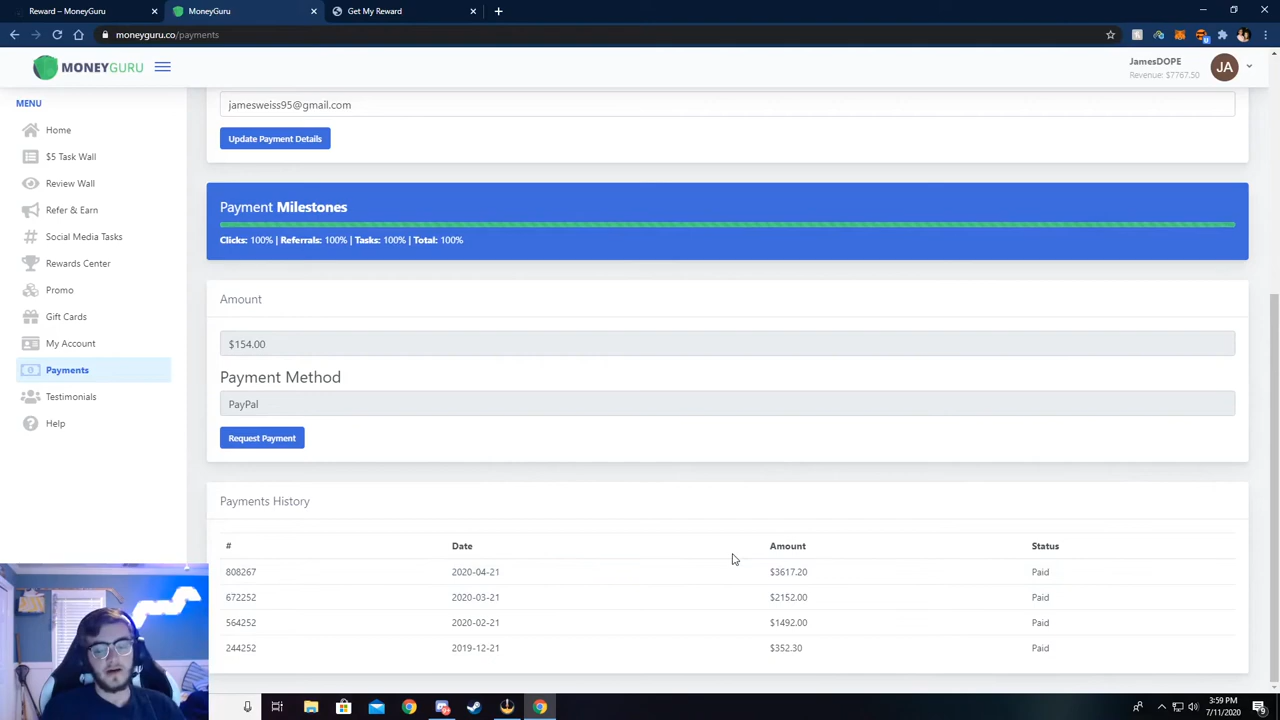 Reward – MoneyGuru
MoneyGuru
Get My Reward
moneyguru.co/payments
MONEYGURU
JamesDOPE
Revenue: $7767.50
JA
MENU
Home
$5 Task Wall
Review Wall
Refer & Earn
Social Media Tasks
Rewards Center
Promo
Gift Cards
My Account
Payments
Testimonials
Help
jamesweiss95@gmail.com
Update Payment Details
Payment Milestones
Clicks: 100% | Referrals: 100% | Tasks: 100% | Total: 100%
Amount
$154.00
Payment Method
PayPal
Request Payment
Payments History
# Date Amount Status
808267 2020-04-21 $3617.20 Paid
672252 2020-03-21 $2152.00 Paid
564252 2020-02-21 $1492.00 Paid
244252 2019-12-21 $352.30 Paid
3:59 PM
7/11/2020